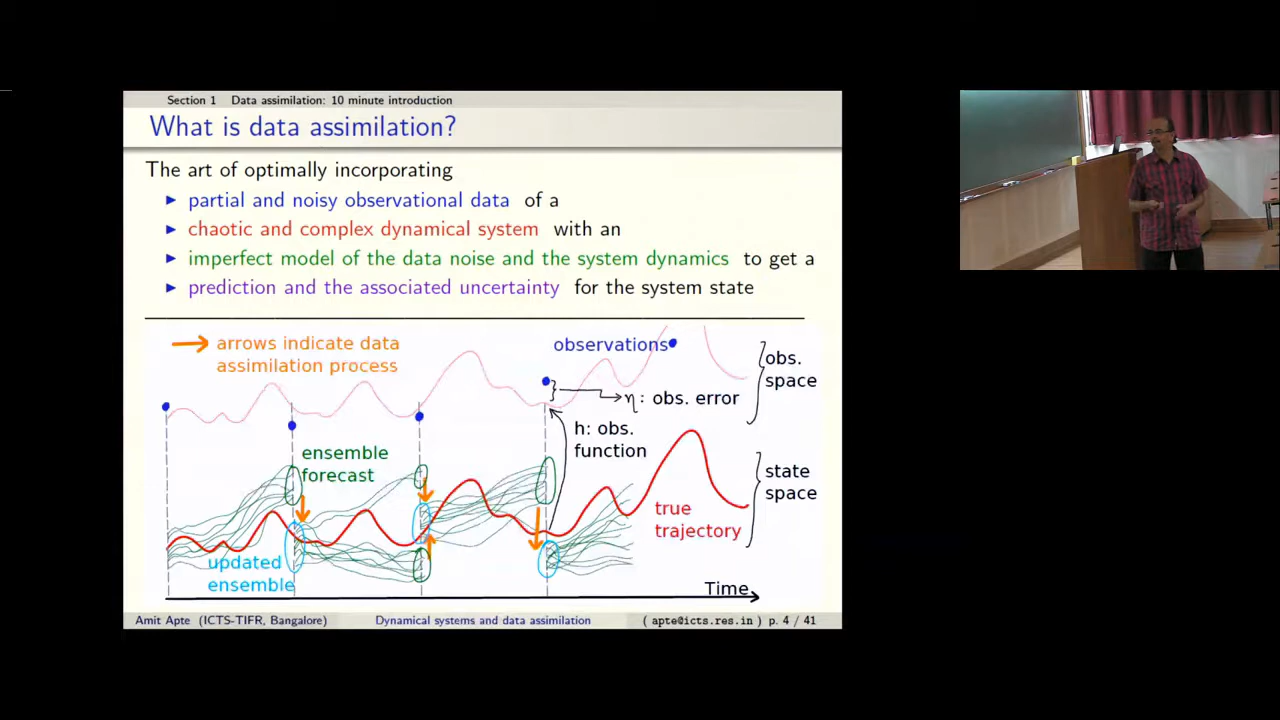 Section 1 Data assimilation: 10 minute introduction
What is data assimilation?
The art of optimally incorporating
partial and noisy observational data of a
chaotic and complex dynamical system with an
imperfect model of the data noise and the system dynamics to get a
prediction and the associated uncertainty for the system state
arrows indicate data
assimilation process
observations
obs.
space
η: obs. error
h: obs.
function
ensemble
forecast
state
space
true
trajectory
updated
ensemble
Time
Amit Apte (ICTS-TIFR, Bangalore) Dynamical systems and data assimilation ( apte@icts.res.in ) p. 4 / 41